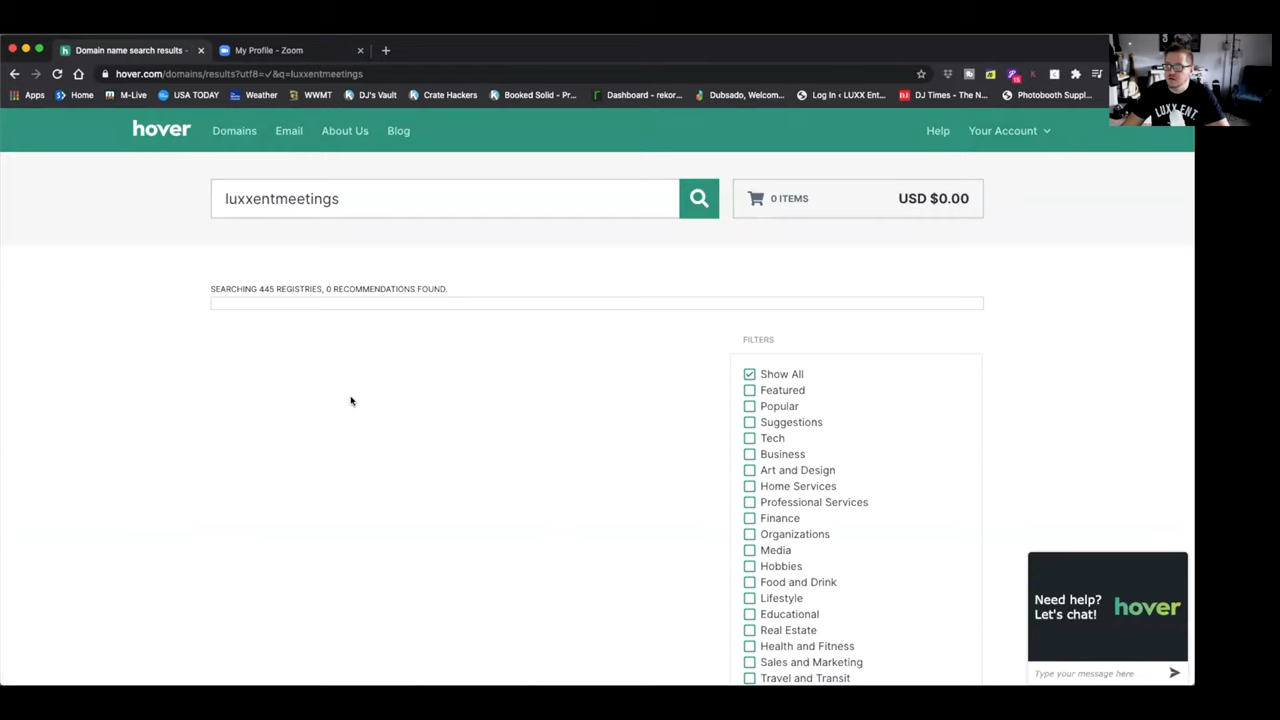 Domain name search results -
My Profile - Zoom
hover.com/domains/results?utf8=✓&q=luxxentmeetings
Apps
Home
M-Live
USA TODAY
Weather
WWMT
DJ's Vault
Crate Hackers
Booked Solid - Pr...
Dashboard - rekor...
Dubsado, Welcom...
Log In ‹ LUXX Ent...
DJ Times - The N...
Photobooth Suppl...
LUXX ENT.
hover
Domains
Email
About Us
Blog
Help
Your Account
luxxentmeetings
0 ITEMS
USD $0.00
SEARCHING 445 REGISTRIES, 0 RECOMMENDATIONS FOUND.
FILTERS
Show All
Featured
Popular
Suggestions
Tech
Business
Art and Design
Home Services
Professional Services
Finance
Organizations
Media
Hobbies
Food and Drink
Lifestyle
Educational
Real Estate
Health and Fitness
Sales and Marketing
Travel and Transit
Need help?
Let's chat!
hover
Type your message here